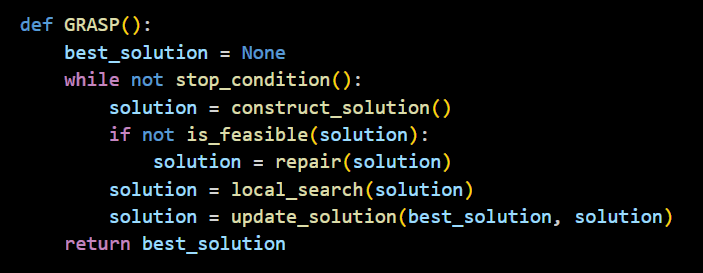 def GRASP():
    best_solution = None
    while not stop_condition():
        solution = construct_solution()
        if not is_feasible(solution):
            solution = repair(solution)
        solution = local_search(solution)
        solution = update_solution(best_solution, solution)
    return best_solution